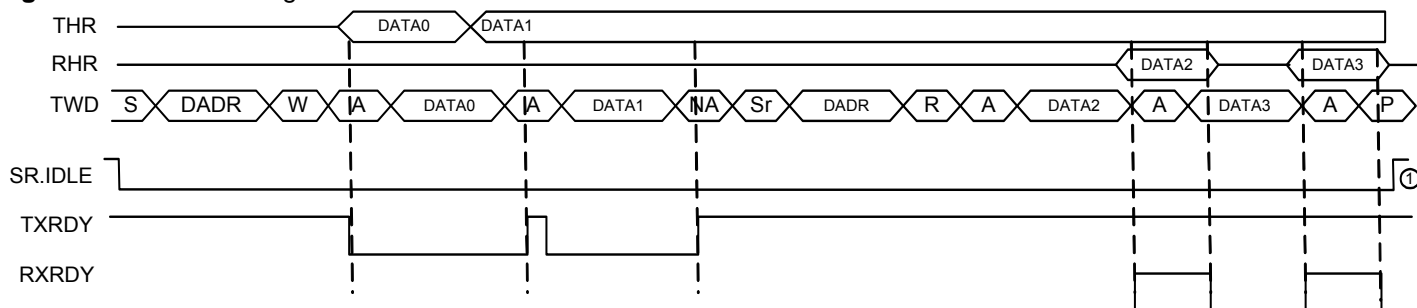 THR DATA0 DATA1
RHR DATA2 DATA3
TWD S DADR W A DATA0 A DATA1 NA Sr DADR R A DATA2 A DATA3 A P
SR.IDLE 1
TXRDY
RXRDY